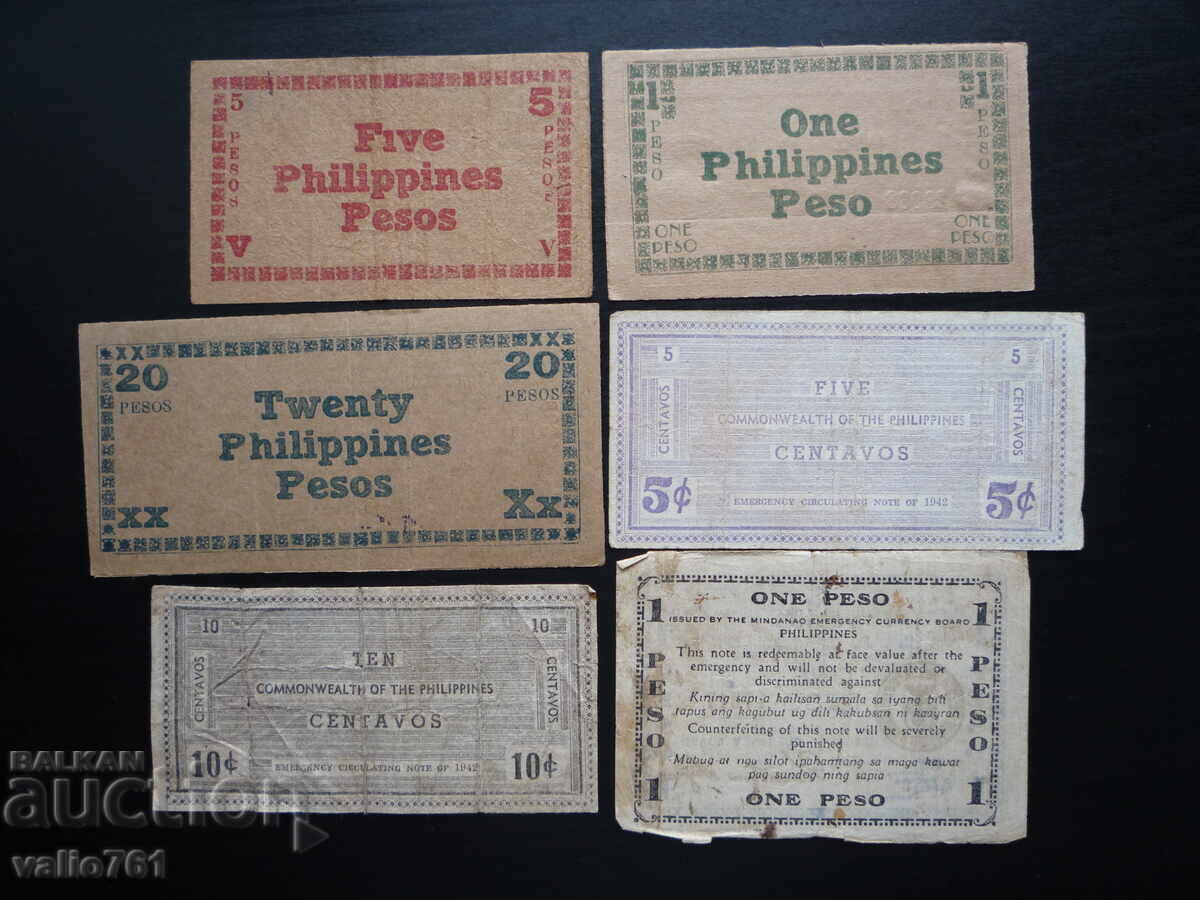 5 5
PESOS
Five
Philippines
Pesos
PESOS
V V
1 1
PESO
One
Philippines
Peso
PESO
ONE
PESO
ONE
PESO
XX XX
20 20
PESOS PESOS
Twenty
Philippines
Pesos
XX Xx
5 5
CENTAVOS
FIVE
COMMONWEALTH OF THE PHILIPPINES
CENTAVOS
CENTAVOS
5¢ 5¢
EMERGENCY CIRCULATING NOTE OF 1942
10 10
CENTAVOS
TEN
COMMONWEALTH OF THE PHILIPPINES
CENTAVOS
CENTAVOS
10¢ 10¢
EMERGENCY CIRCULATING NOTE OF 1942
1 ONE PESO 1
ISSUED BY THE MINDANAO EMERGENCY CURRENCY BOARD
PHILIPPINES
PESO
This note is redeemable at face value after the
emergency and will not be devaluated or
discriminated against
Kining sapi-a kailisan sumala sa iyang bili
tapus ang kagubut ug dili kakubsan ni kaayran
Counterfeiting of this note will be severely
punished
silot ipahamtang sa maga kawat
pag sundog ning sapia
PESO
1 ONE PESO 1
BALKAN
auction
valio761